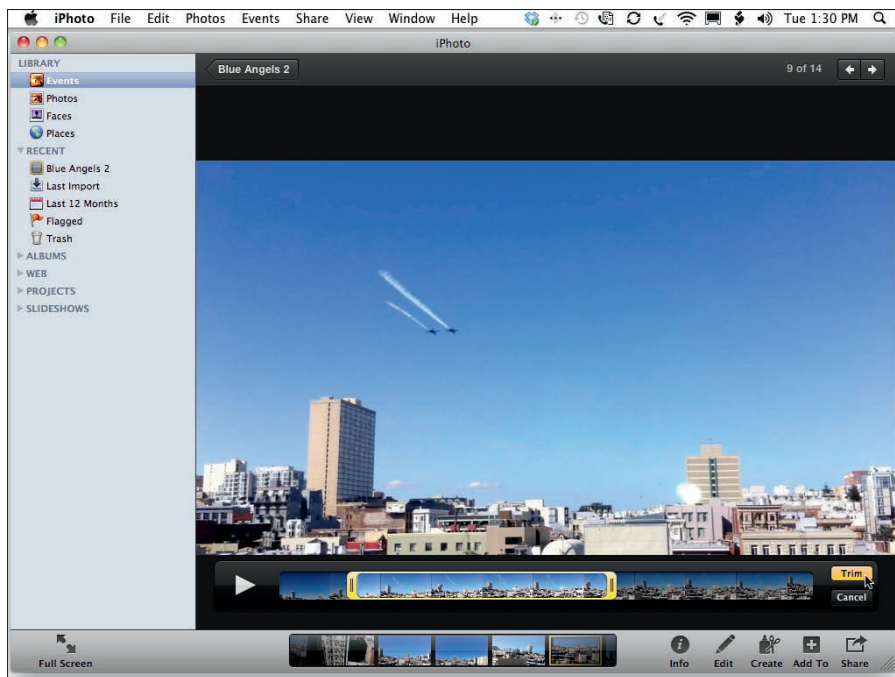 iPhoto File Edit Photos Events Share View Window Help Tue 1:30 PM
iPhoto
LIBRARY
Events
Photos
Faces
Places
RECENT
Blue Angels 2
Last Import
Last 12 Months
Flagged
Trash
ALBUMS
WEB
PROJECTS
SLIDESHOWS
Blue Angels 2
9 of 14
Trim
Cancel
Full Screen
Info Edit Create Add To Share